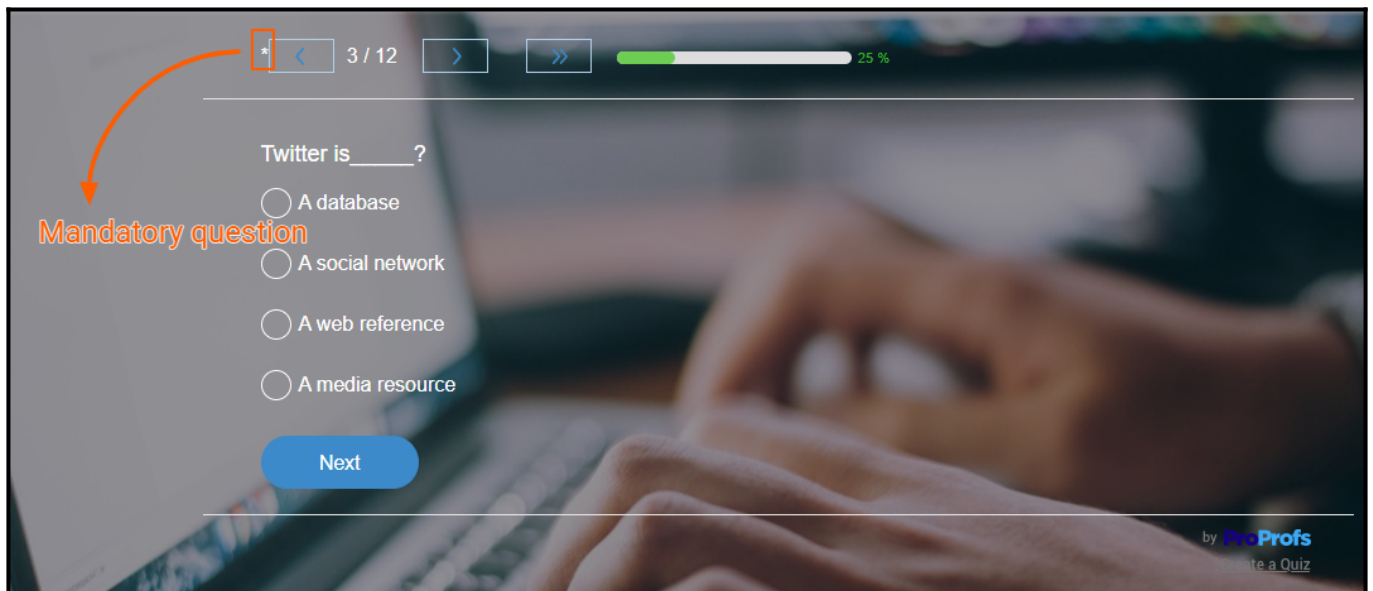 * < 3 / 12 > » 25 %
Twitter is_____?
A database
Mandatory question
A social network
A web reference
A media resource
Next
by ProProfs
Create a Quiz